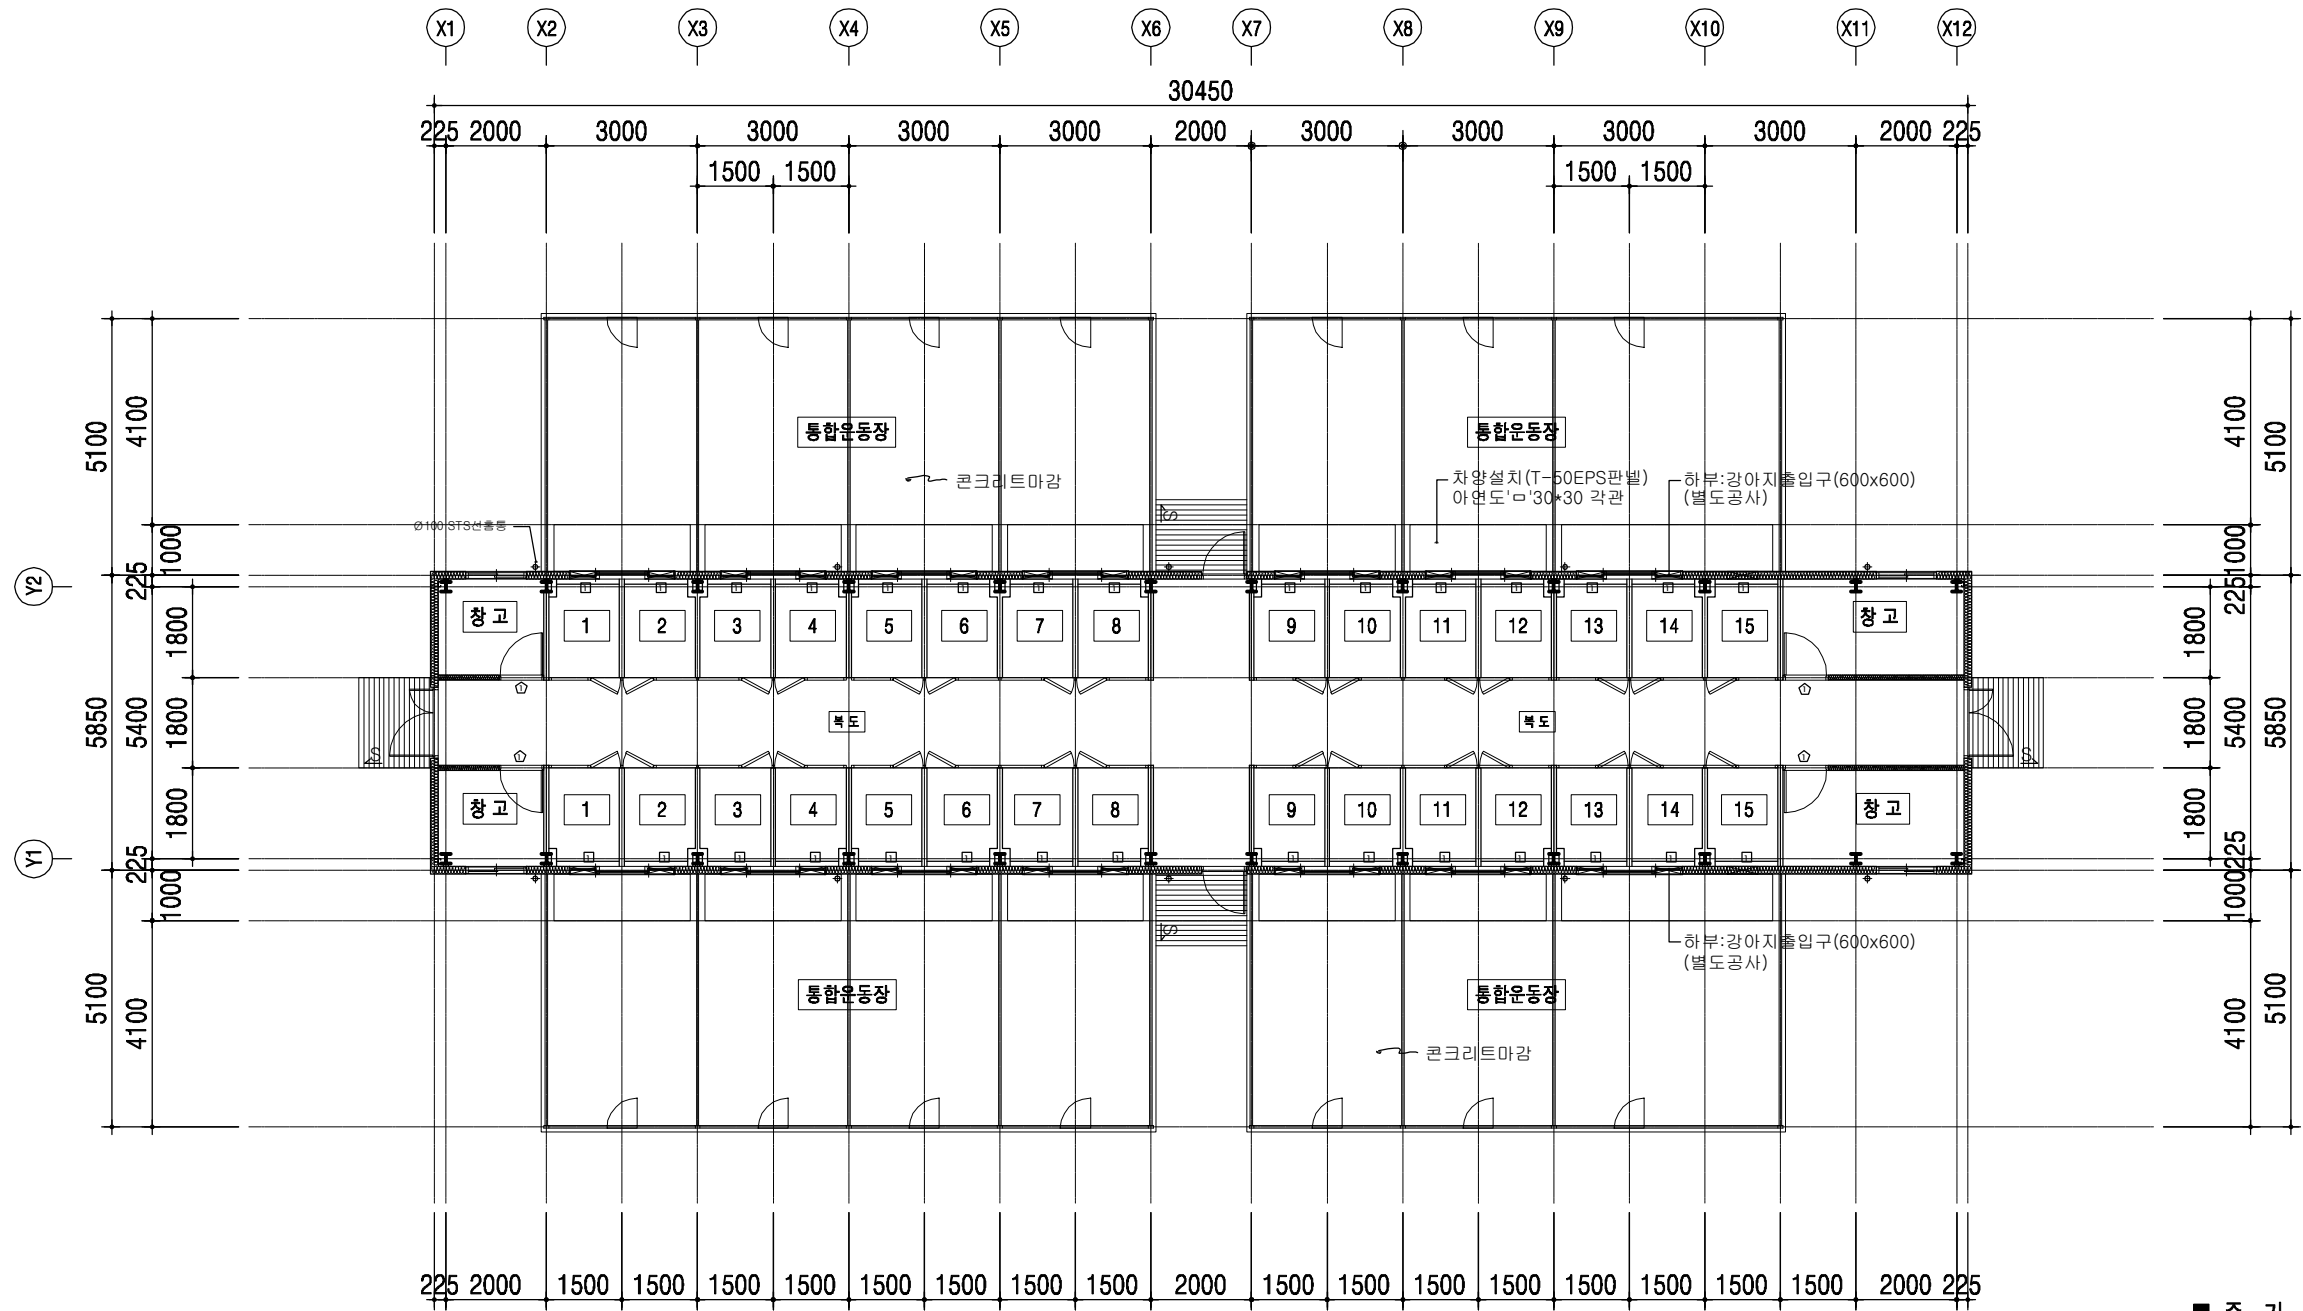 X1 X2 X3 X4 X5 X6 X7 X8 X9 X10 X11 X12
30450
225 2000 3000 3000 3000 3000 2000 3000 3000 3000 3000 2000 225
1500 1500 1500 1500
통합운동장 통합운동장
콘크리트마감
차양설치(T-50EPS판넬)
아연도'ㅁ'30*30 각관
하부:강아지출입구(600x600)
(별도공사)
Ø100 STS선홈통
Y2
창 고 1 2 3 4 5 6 7 8 9 10 11 12 13 14 15 창 고
복 도 복 도
창 고 1 2 3 4 5 6 7 8 9 10 11 12 13 14 15 창 고
Y1
하부:강아지출입구(600x600)
(별도공사)
통합운동장 통합운동장
콘크리트마감
5100 5850 5100
4100 1000 225 5400 225 1000 4100
1800 1800 1800
4100 1000 225 5400 225 1000 4100
1800 1800 1800
5100 5850 5100
225 2000 1500 1500 1500 1500 1500 1500 1500 1500 2000 1500 1500 1500 1500 1500 1500 1500 1500 2000 225